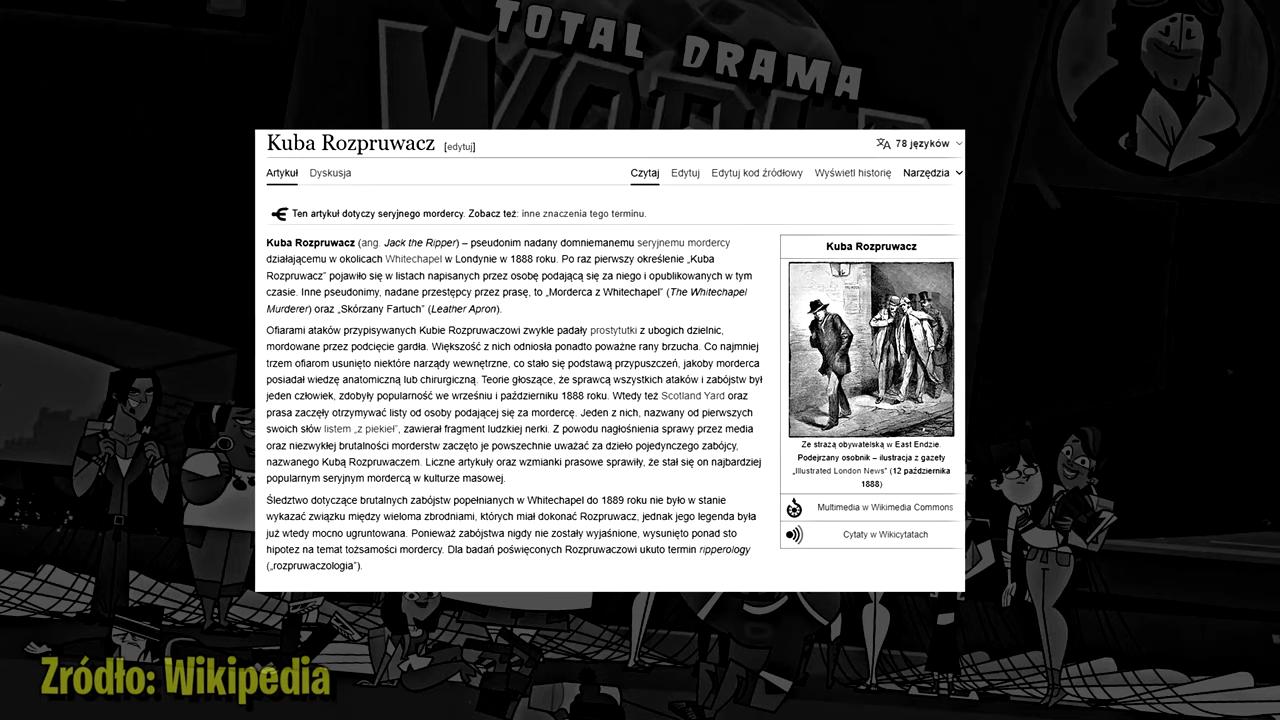 TOTAL DRAMA
WORL
Kuba Rozpruwacz [edytuj]
78 języków
Artykuł Dyskusja Czytaj Edytuj Edytuj kod źródłowy Wyświetl historię Narzędzia
Ten artykuł dotyczy seryjnego mordercy. Zobacz też: inne znaczenia tego terminu.
Kuba Rozpruwacz (ang. Jack the Ripper) – pseudonim nadany domniemanemu seryjnemu mordercy
działającemu w okolicach Whitechapel w Londynie w 1888 roku. Po raz pierwszy określenie „Kuba
Rozpruwacz” pojawiło się w listach napisanych przez osobę podającą się za niego i opublikowanych w tym
czasie. Inne pseudonimy, nadane przestępcy przez prasę, to „Morderca z Whitechapel” (The Whitechapel
Murderer) oraz „Skórzany Fartuch” (Leather Apron).
Ofiarami ataków przypisywanych Kubie Rozpruwaczowi zwykle padały prostytutki z ubogich dzielnic,
mordowane przez podcięcie gardła. Większość z nich odniosła ponadto poważne rany brzucha. Co najmniej
trzem ofiarom usunięto niektóre narządy wewnętrzne, co stało się podstawą przypuszczeń, jakoby morderca
posiadał wiedzę anatomiczną lub chirurgiczną. Teorie głoszące, że sprawcą wszystkich ataków i zabójstw był
jeden człowiek, zdobyły popularność we wrześniu i październiku 1888 roku. Wtedy też Scotland Yard oraz
prasa zaczęły otrzymywać listy od osoby podającej się za mordercę. Jeden z nich, nazwany od pierwszych
swoich słów listem „z piekieł”, zawierał fragment ludzkiej nerki. Z powodu nagłośnienia sprawy przez media
oraz niezwykłej brutalności morderstw zaczęto je powszechnie uważać za dzieło pojedynczego zabójcy,
nazwanego Kubą Rozpruwaczem. Liczne artykuły oraz wzmianki prasowe sprawiły, że stał się on najbardziej
popularnym seryjnym mordercą w kulturze masowej.
Śledztwo dotyczące brutalnych zabójstw popełnianych w Whitechapel do 1889 roku nie było w stanie
wykazać związku między wieloma zbrodniami, których miał dokonać Rozpruwacz, jednak jego legenda była
już wtedy mocno ugruntowana. Ponieważ zabójstwa nigdy nie zostały wyjaśnione, wysunięto ponad sto
hipotez na temat tożsamości mordercy. Dla badań poświęconych Rozpruwaczowi ukuto termin ripperology
(„rozpruwaczologia”).
Kuba Rozpruwacz
Ze strażą obywatelską w East Endzie.
Podejrzany osobnik – ilustracja z gazety
„Illustrated London News” (12 października
1888)
Multimedia w Wikimedia Commons
Cytaty w Wikicytatach
Zródło: Wikipedia